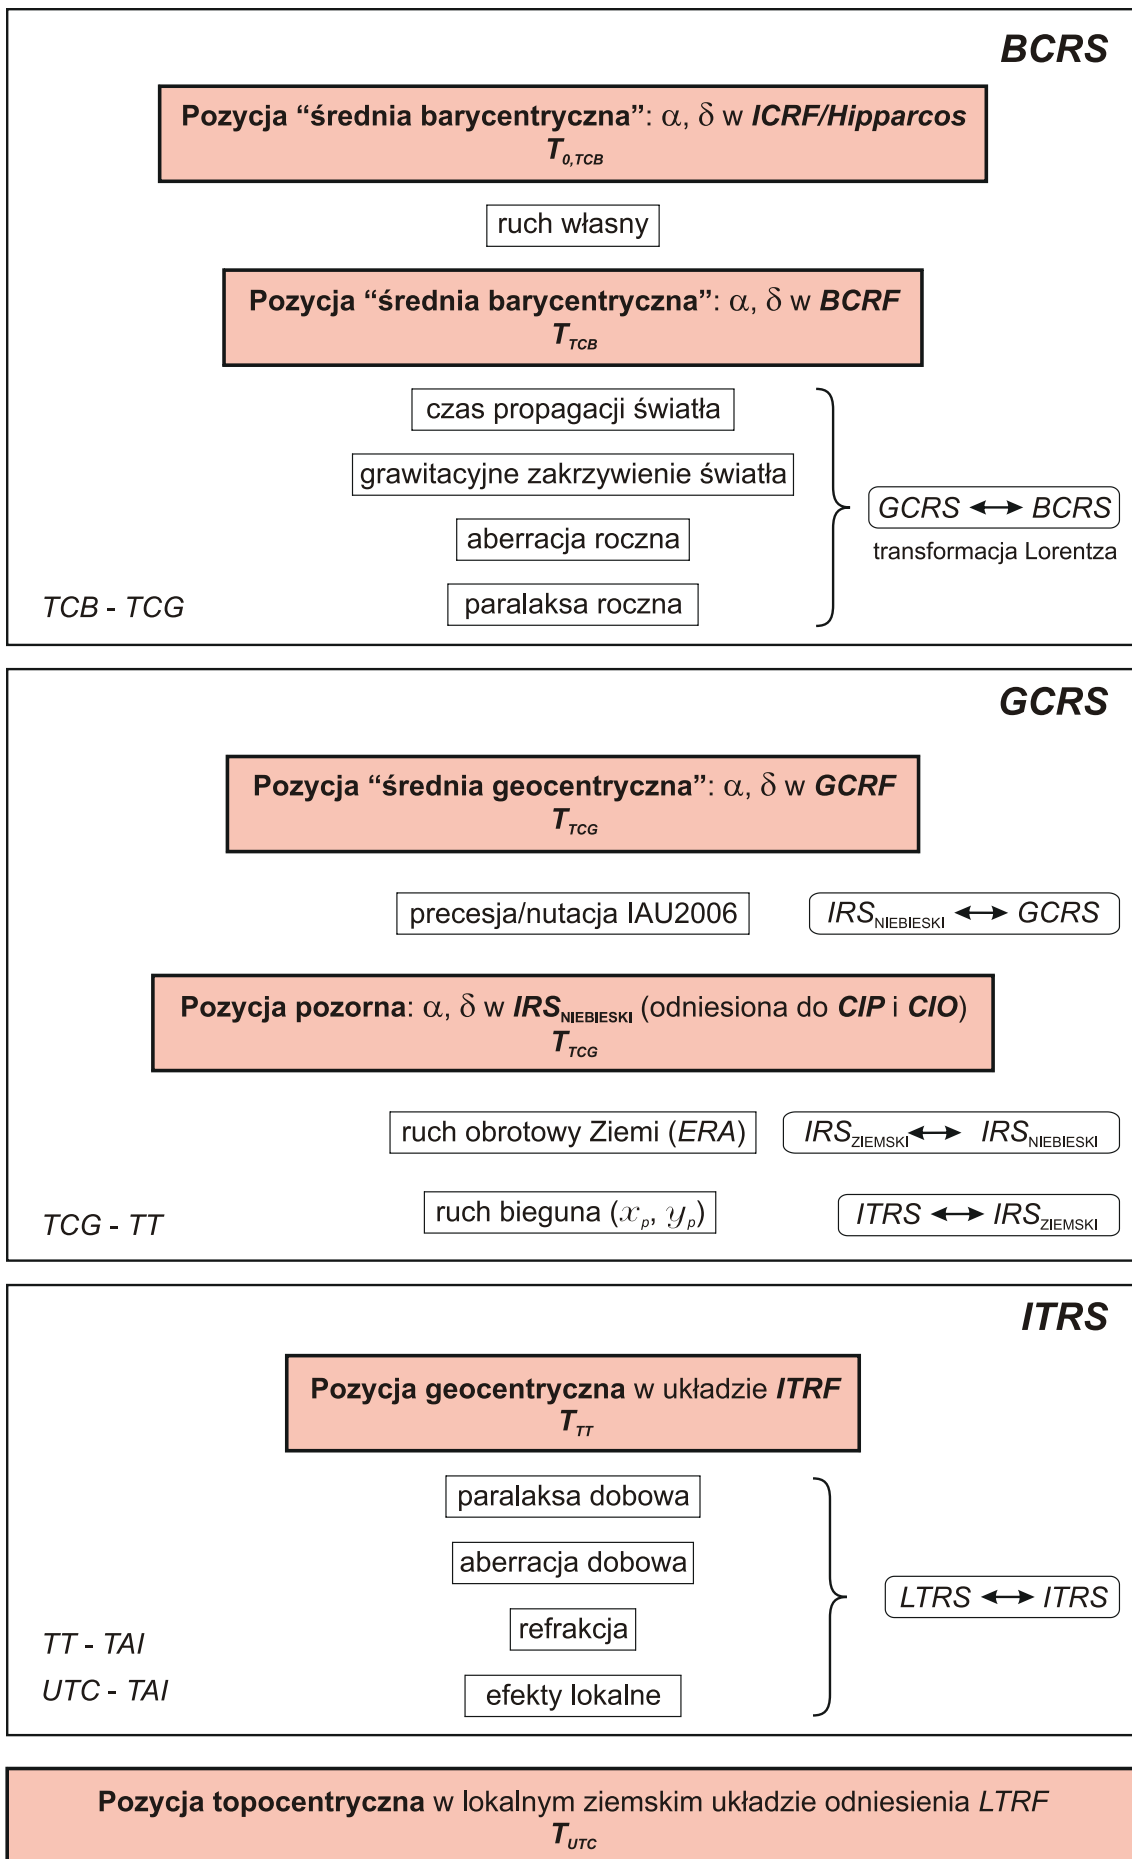 BCRS
Pozycja “średnia barycentryczna”: α, δ w ICRF/Hipparcos
T0,TCB
ruch własny
Pozycja “średnia barycentryczna”: α, δ w BCRF
TTCB
czas propagacji światła
grawitacyjne zakrzywienie światła
GCRS ↔ BCRS
aberracja roczna
transformacja Lorentza
paralaksa roczna
TCB - TCG
GCRS
Pozycja “średnia geocentryczna”: α, δ w GCRF
TTCG
precesja/nutacja IAU2006
IRSNIEBIESKI ↔ GCRS
Pozycja pozorna: α, δ w IRSNIEBIESKI (odniesiona do CIP i CIO)
TTCG
ruch obrotowy Ziemi (ERA)
IRSZIEMSKI ↔ IRSNIEBIESKI
ruch bieguna (xp, yp)
ITRS ↔ IRSZIEMSKI
TCG - TT
ITRS
Pozycja geocentryczna w układzie ITRF
TTT
paralaksa dobowa
aberracja dobowa
LTRS ↔ ITRS
refrakcja
TT - TAI
efekty lokalne
UTC - TAI
Pozycja topocentryczna w lokalnym ziemskim układzie odniesienia LTRF
TUTC